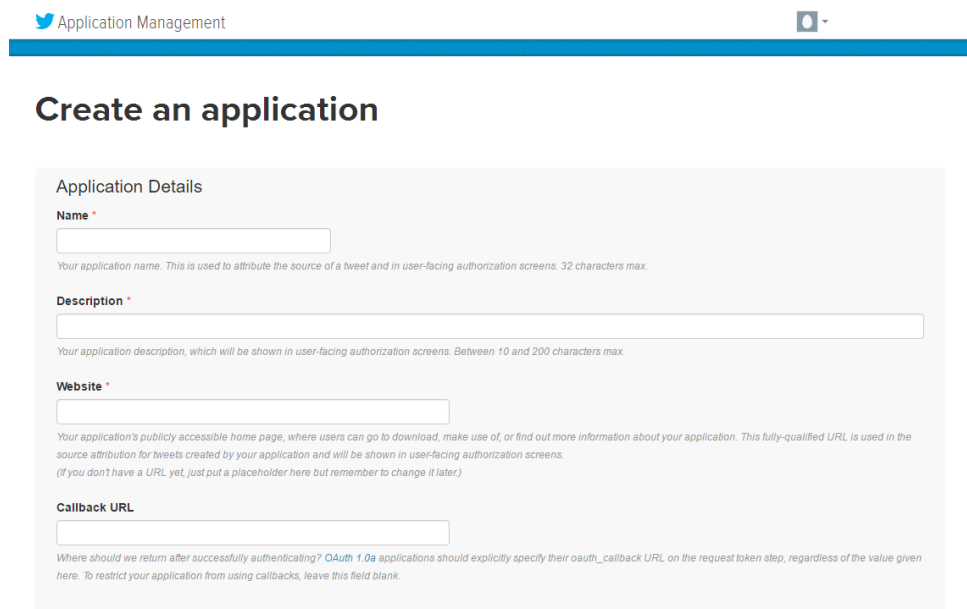 Application Management
Create an application
Application Details
Name *
Your application name. This is used to attribute the source of a tweet and in user-facing authorization screens. 32 characters max.
Description *
Your application description, which will be shown in user-facing authorization screens. Between 10 and 200 characters max.
Website *
Your application's publicly accessible home page, where users can go to download, make use of, or find out more information about your application. This fully-qualified URL is used in the
source attribution for tweets created by your application and will be shown in user-facing authorization screens.
(If you don't have a URL yet, just put a placeholder here but remember to change it later.)
Callback URL
Where should we return after successfully authenticating? OAuth 1.0a applications should explicitly specify their oauth_callback URL on the request token step, regardless of the value given
here. To restrict your application from using callbacks, leave this field blank.